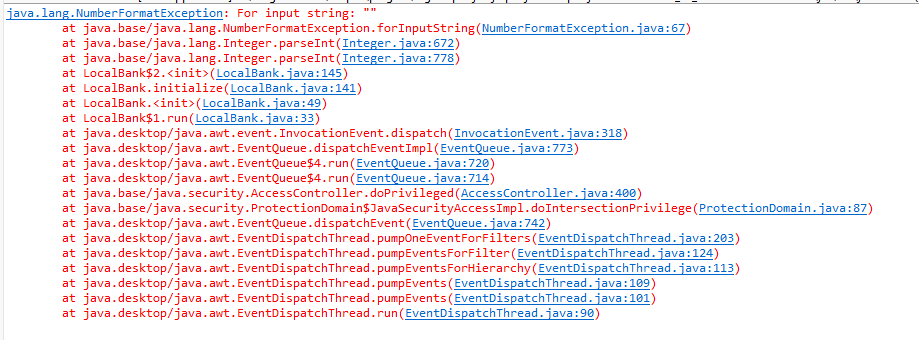 java.lang.NumberFormatException: For input string: ""
at java.base/java.lang.NumberFormatException.forInputString(NumberFormatException.java:67)
at java.base/java.lang.Integer.parseInt(Integer.java:672)
at java.base/java.lang.Integer.parseInt(Integer.java:778)
at LocalBank$2.<init>(LocalBank.java:145)
at LocalBank.initialize(LocalBank.java:141)
at LocalBank.<init>(LocalBank.java:49)
at LocalBank$1.run(LocalBank.java:33)
at java.desktop/java.awt.event.InvocationEvent.dispatch(InvocationEvent.java:318)
at java.desktop/java.awt.EventQueue.dispatchEventImpl(EventQueue.java:773)
at java.desktop/java.awt.EventQueue$4.run(EventQueue.java:720)
at java.desktop/java.awt.EventQueue$4.run(EventQueue.java:714)
at java.base/java.security.AccessController.doPrivileged(AccessController.java:400)
at java.base/java.security.ProtectionDomain$JavaSecurityAccessImpl.doIntersectionPrivilege(ProtectionDomain.java:87)
at java.desktop/java.awt.EventQueue.dispatchEvent(EventQueue.java:742)
at java.desktop/java.awt.EventDispatchThread.pumpOneEventForFilters(EventDispatchThread.java:203)
at java.desktop/java.awt.EventDispatchThread.pumpEventsForFilter(EventDispatchThread.java:124)
at java.desktop/java.awt.EventDispatchThread.pumpEventsForHierarchy(EventDispatchThread.java:113)
at java.desktop/java.awt.EventDispatchThread.pumpEvents(EventDispatchThread.java:109)
at java.desktop/java.awt.EventDispatchThread.pumpEvents(EventDispatchThread.java:101)
at java.desktop/java.awt.EventDispatchThread.run(EventDispatchThread.java:90)